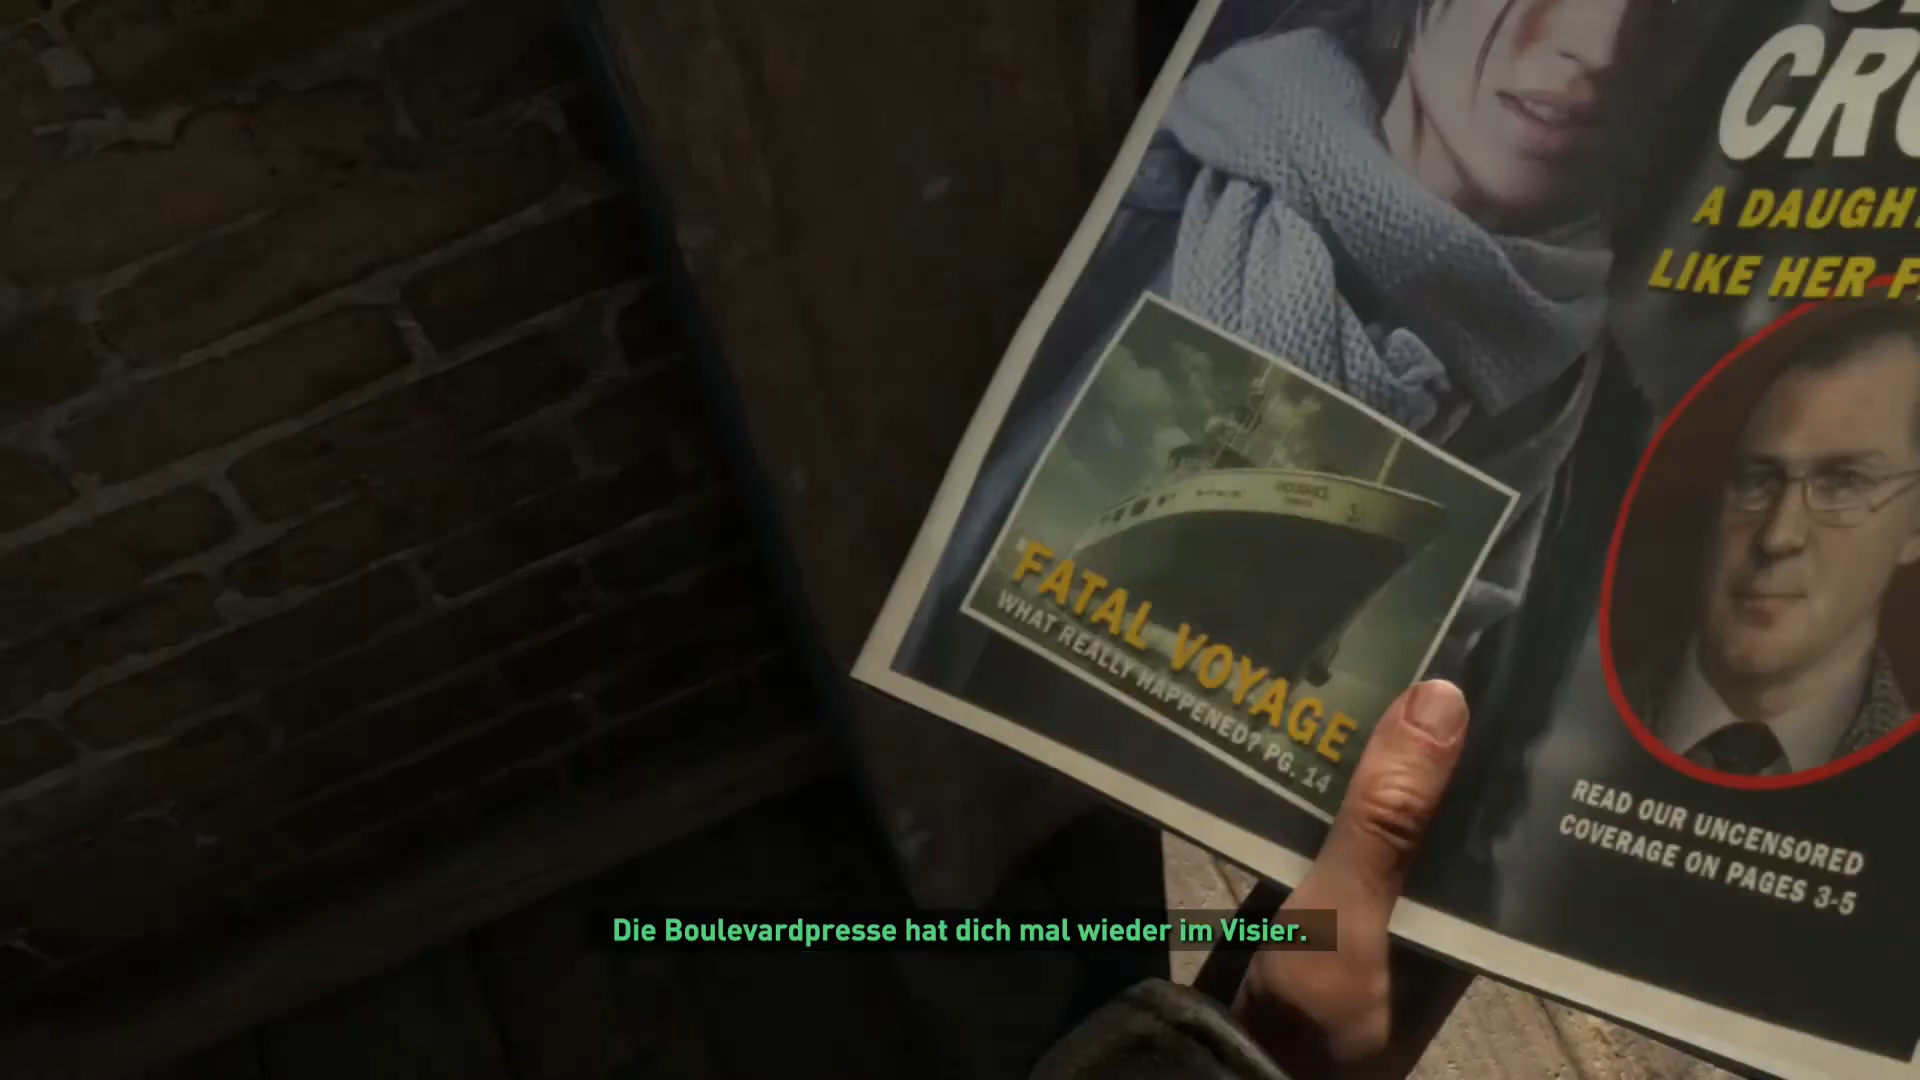 CR
A DAUGHT
LIKE HER F
FATAL VOYAGE
WHAT REALLY HAPPENED? PG. 14
READ OUR UNCENSORED
COVERAGE ON PAGES 3-5
Die Boulevardpresse hat dich mal wieder im Visier.